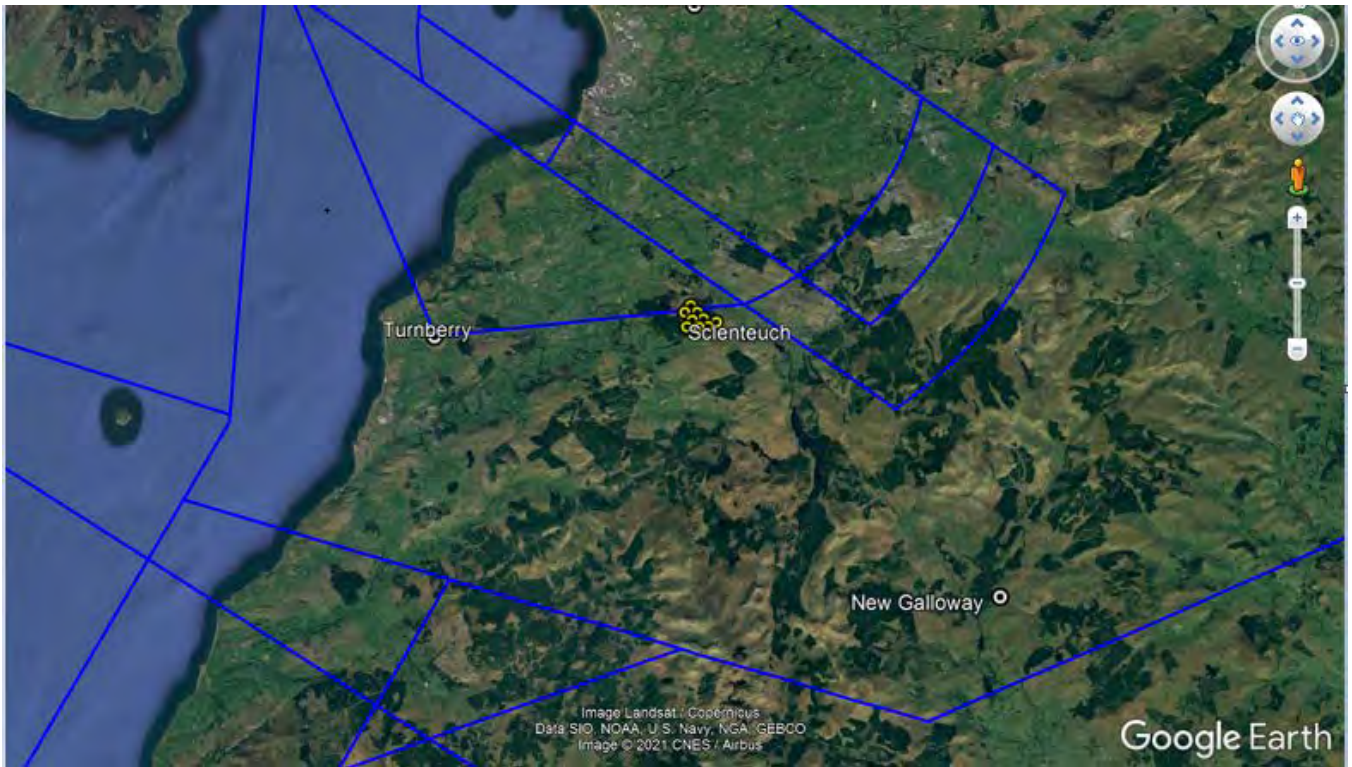 Turnberry
Sclenteuch
New Galloway
Image Landsat / Copernicus
Data SIO, NOAA, U.S. Navy, NGA, GEBCO
Image © 2021 CNES / Airbus
Google Earth